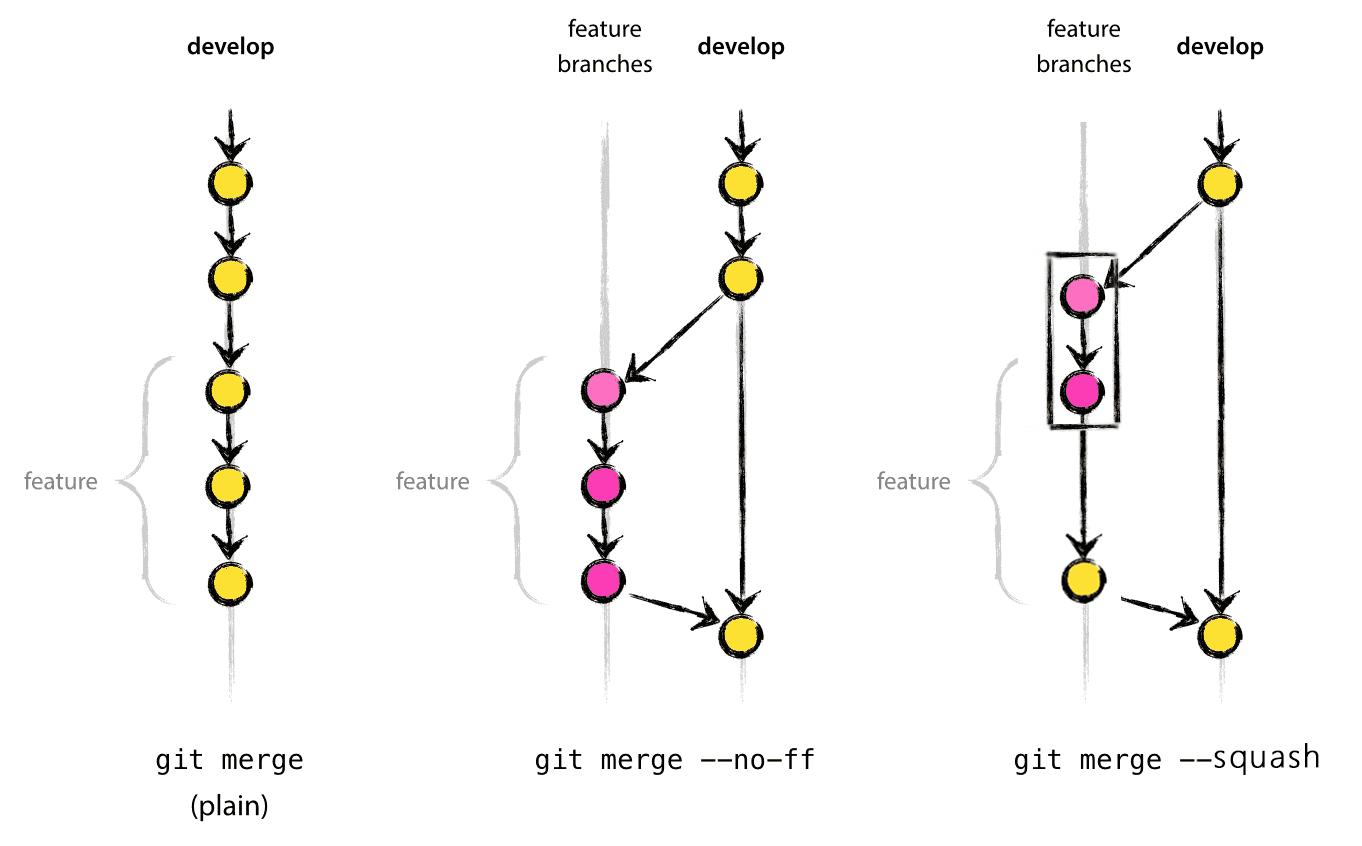 develop
feature
branches
develop
feature
branches
develop
feature
feature
feature
git merge
(plain)
git merge --no-ff
git merge --squash